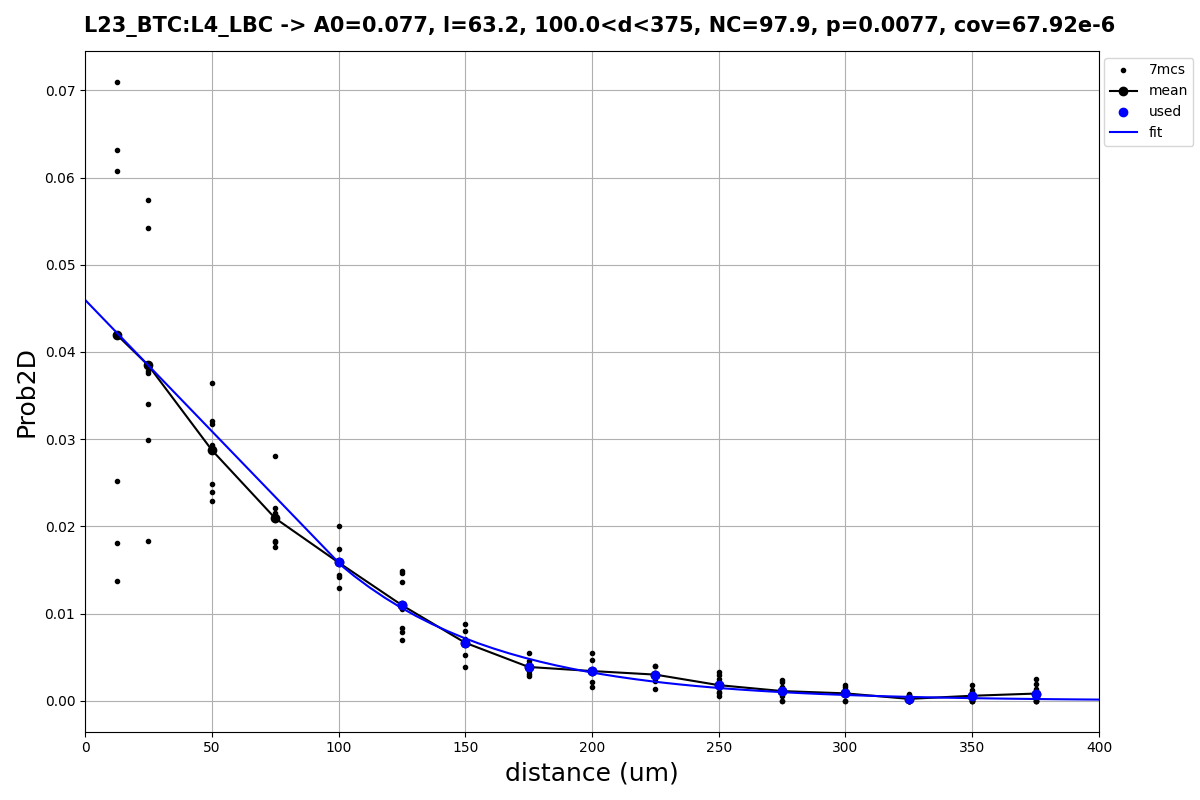 L23_BTC:L4_LBC -> A0=0.077, l=63.2, 100.0<d<375, NC=97.9, p=0.0077, cov=67.92e-6
7mcs
mean
used
fit
0.07
0.06
0.05
0.04
0.03
0.02
0.01
0.00
Prob2D
0 50 100 150 200 250 300 350 400
distance (um)